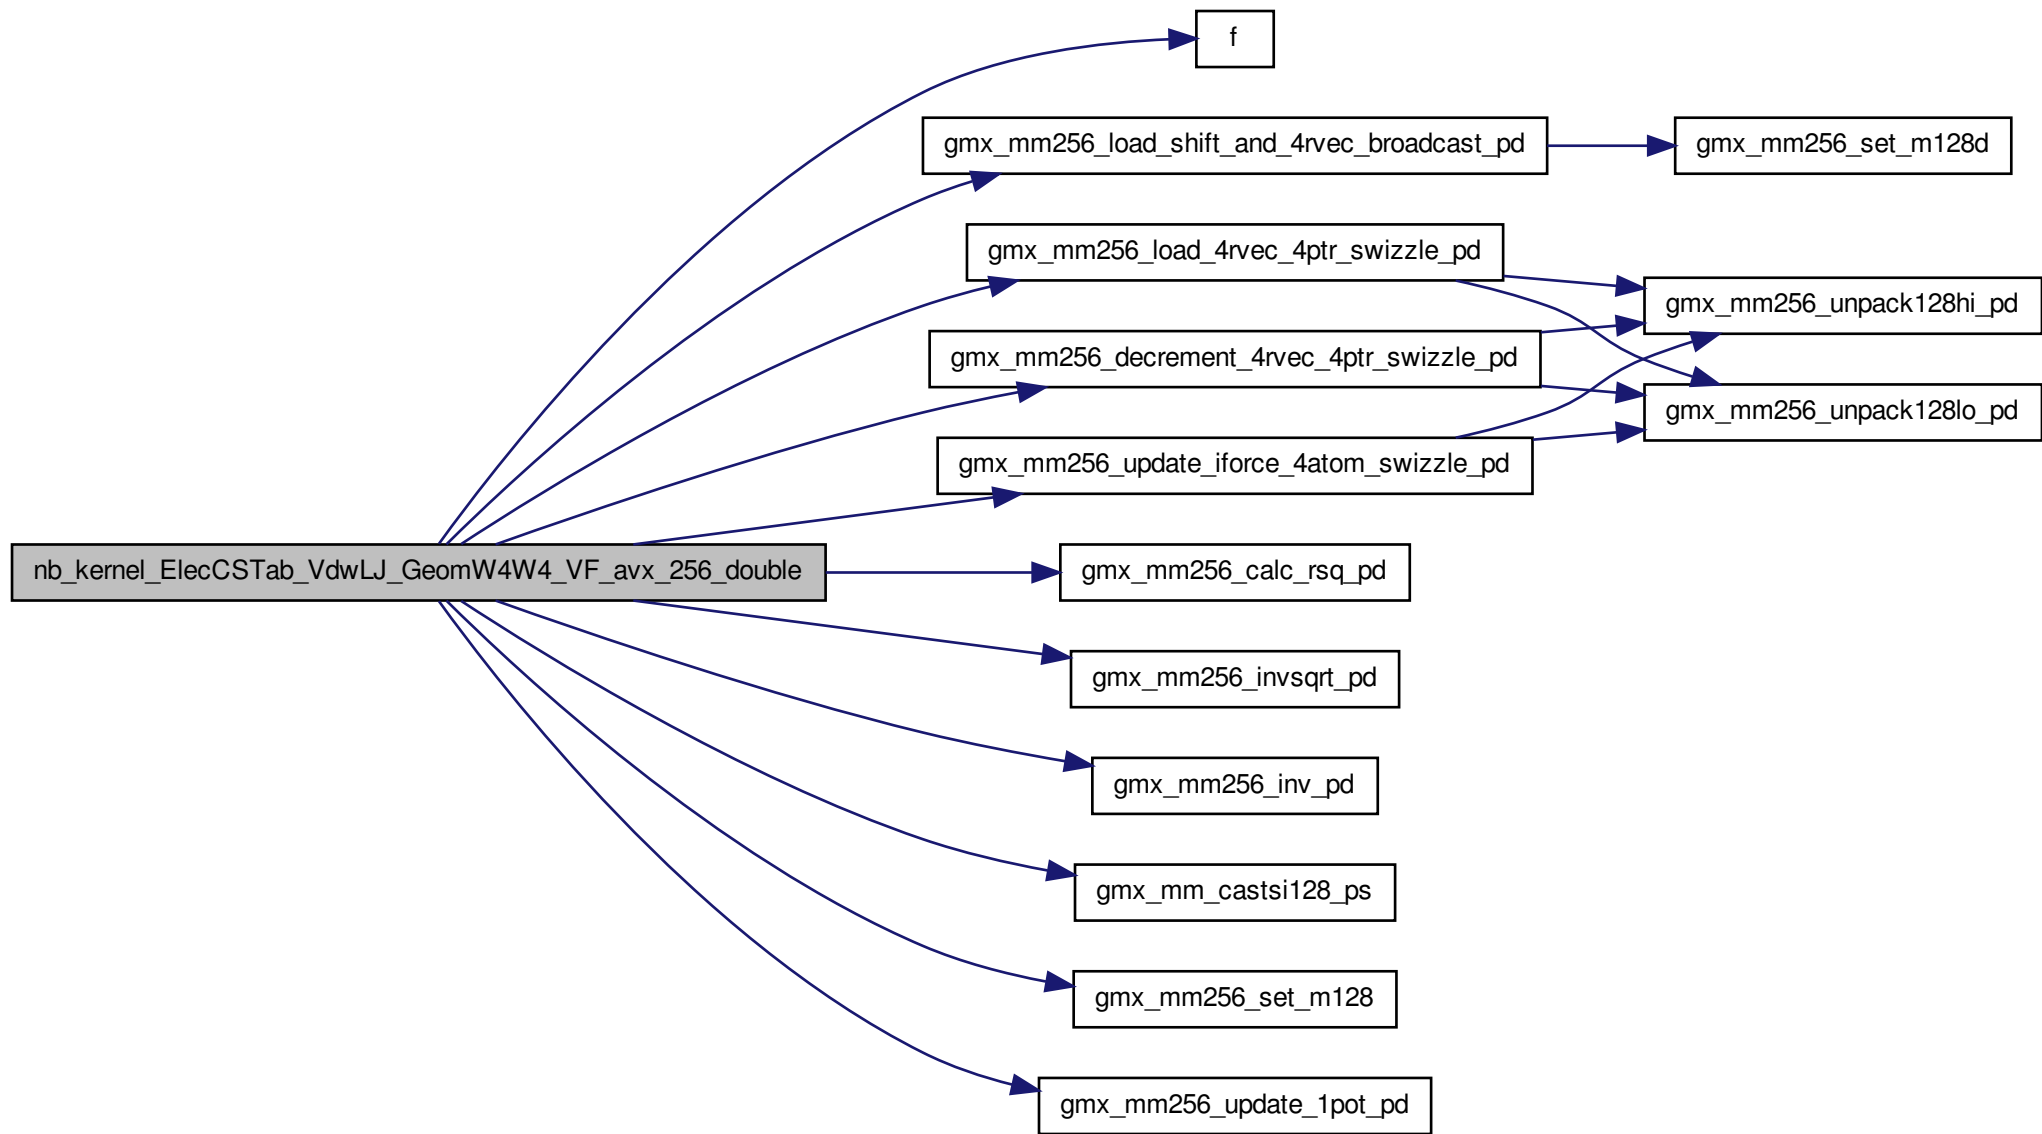 f
gmx_mm256_load_shift_and_4rvec_broadcast_pd
gmx_mm256_set_m128d
gmx_mm256_load_4rvec_4ptr_swizzle_pd
gmx_mm256_unpack128hi_pd
gmx_mm256_decrement_4rvec_4ptr_swizzle_pd
gmx_mm256_unpack128lo_pd
gmx_mm256_update_iforce_4atom_swizzle_pd
nb_kernel_ElecCSTab_VdwLJ_GeomW4W4_VF_avx_256_double
gmx_mm256_calc_rsq_pd
gmx_mm256_invsqrt_pd
gmx_mm256_inv_pd
gmx_mm_castsi128_ps
gmx_mm256_set_m128
gmx_mm256_update_1pot_pd